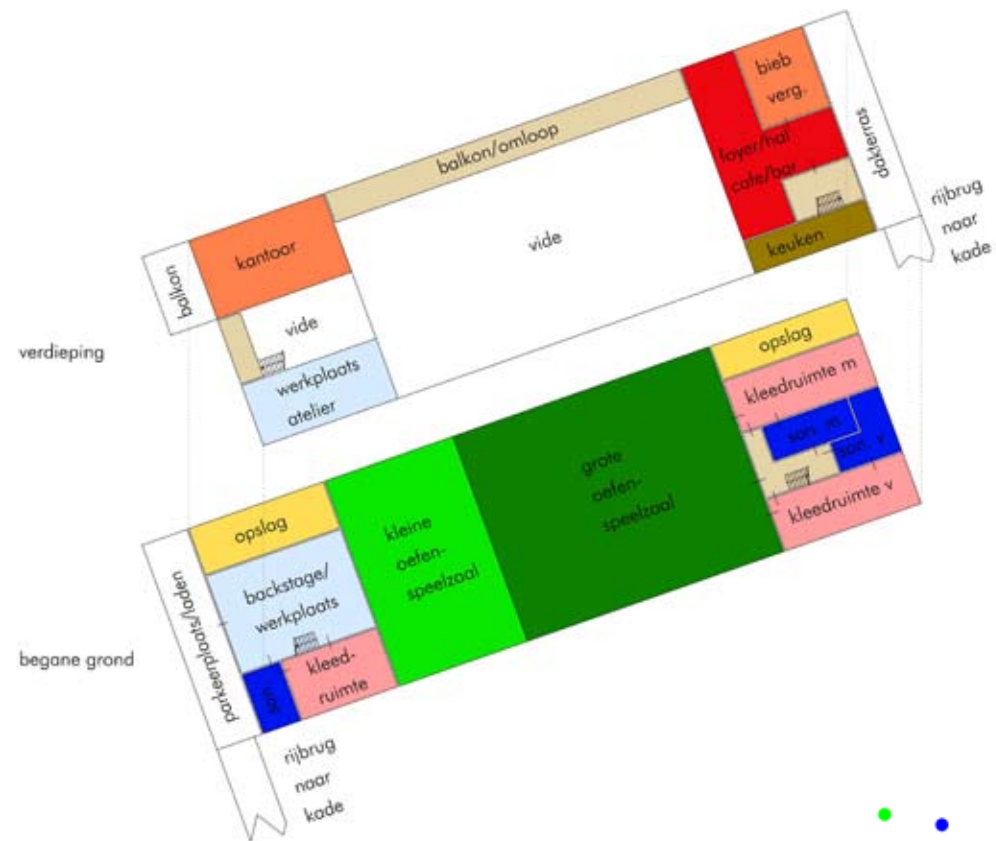 bieb
verg.
foyer/hal
cafe/bar
dakterras
balkon/omloop
vide
keuken
rijbrug
naar
kade
kantoor
balkon
vide
werkplaats
atelier
verdieping
opslag
kleedruimte m
san. m
san. v
kleedruimte v
grote
oefen-
speelzaal
kleine
oefen-
speelzaal
opslag
backstage/
werkplaats
parkeerplaats/laden
kleed-
ruimte
san.
begane grond
rijbrug
naar
kade